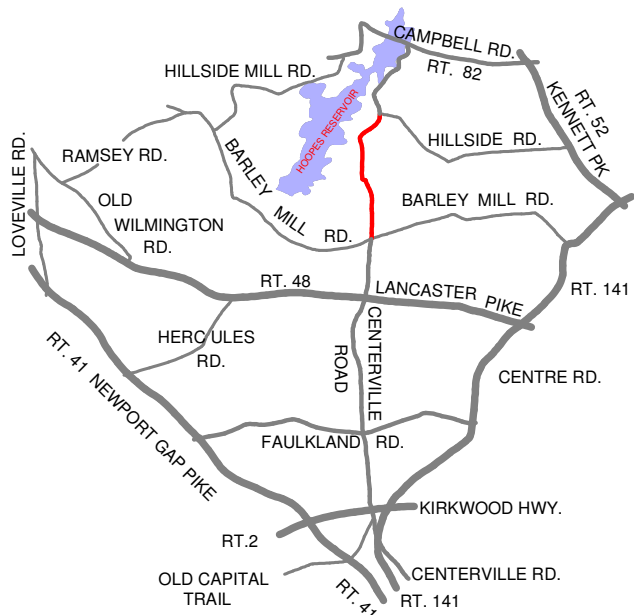 CAMPBELL RD.
RT. 82
HILLSIDE MILL RD.
HOOPES RESERVOIR
RT. 52
KENNETT PK
HILLSIDE RD.
RAMSEY RD.
BARLEY
MILL
RD.
BARLEY MILL RD.
LOVEVILLE RD.
OLD
WILMINGTON
RD.
RT. 48
LANCASTER PIKE
RT. 141
HERCULES
RD.
CENTERVILLE
ROAD
CENTRE RD.
RT. 41 NEWPORT GAP PIKE
FAULKLAND RD.
KIRKWOOD HWY.
RT.2
OLD CAPITAL
TRAIL
CENTERVILLE RD.
RT. 41
RT. 141